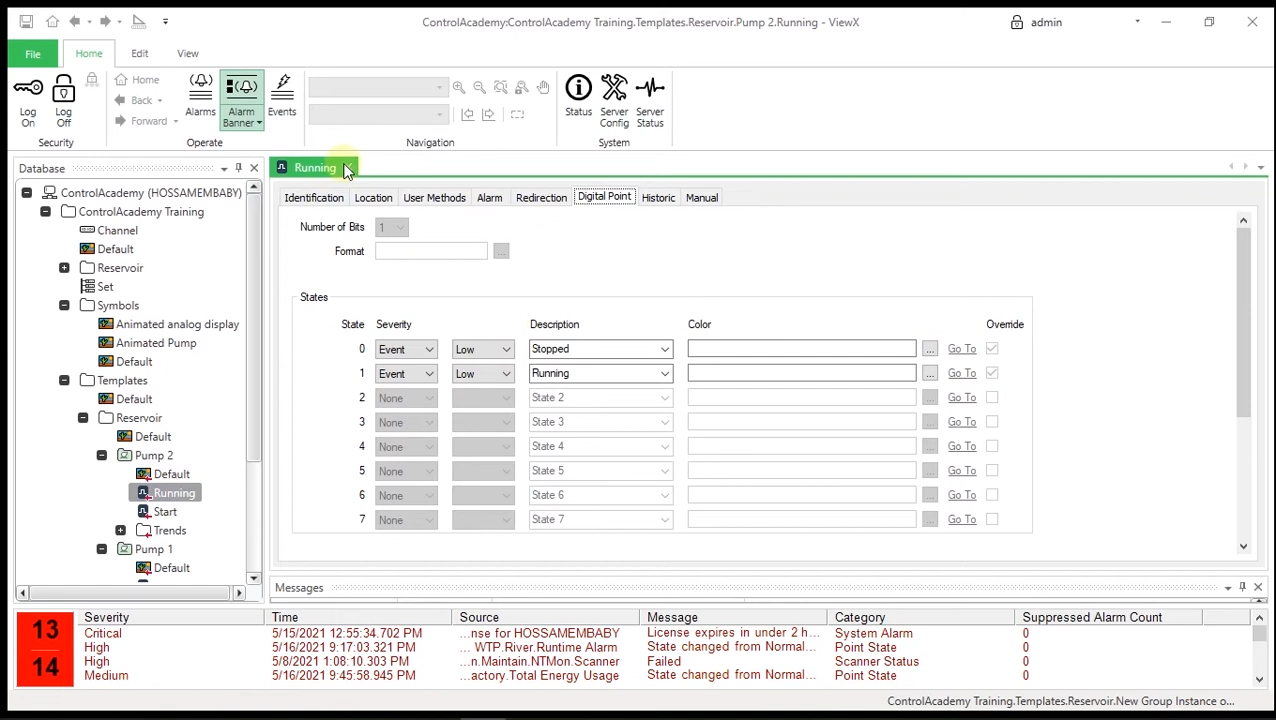 ControlAcademy:ControlAcademy Training.Templates.Reservoir.Pump 2.Running - ViewX
admin
File
Home
Edit
View
Log On
Log Off
Home
Back
Forward
Alarms
Alarm Banner
Events
Status
Server Config
Server Status
Security
Operate
Navigation
System
Database
ControlAcademy (HOSSAMEMBABY)
ControlAcademy Training
Channel
Default
Reservoir
Set
Symbols
Animated analog display
Animated Pump
Default
Templates
Default
Reservoir
Default
Pump 2
Default
Running
Start
Trends
Pump 1
Default
Running
Identification Location User Methods Alarm Redirection Digital Point Historic Manual
Number of Bits 1
Format ...
States
State Severity Description Color Override
0 Event Low Stopped ... Go To
1 Event Low Running ... Go To
2 None State 2 ... Go To
3 None State 3 ... Go To
4 None State 4 ... Go To
5 None State 5 ... Go To
6 None State 6 ... Go To
7 None State 7 ... Go To
Messages
13
14
Severity Time Source Message Category Suppressed Alarm Count
Critical 5/15/2021 12:55:34.702 PM ...nse for HOSSAMEMBABY License expires in under 2 h... System Alarm 0
High 5/16/2021 9:17:03.321 PM ... WTP.River.Runtime Alarm State changed from Normal... Point State 0
High 5/8/2021 1:08:10.303 PM ...n.Maintain.NTMon.Scanner Failed Scanner Status 0
Medium 5/16/2021 9:45:58.945 PM ...actory.Total Energy Usage State changed from Normal... Point State 0
ControlAcademy Training.Templates.Reservoir.New Group Instance o...